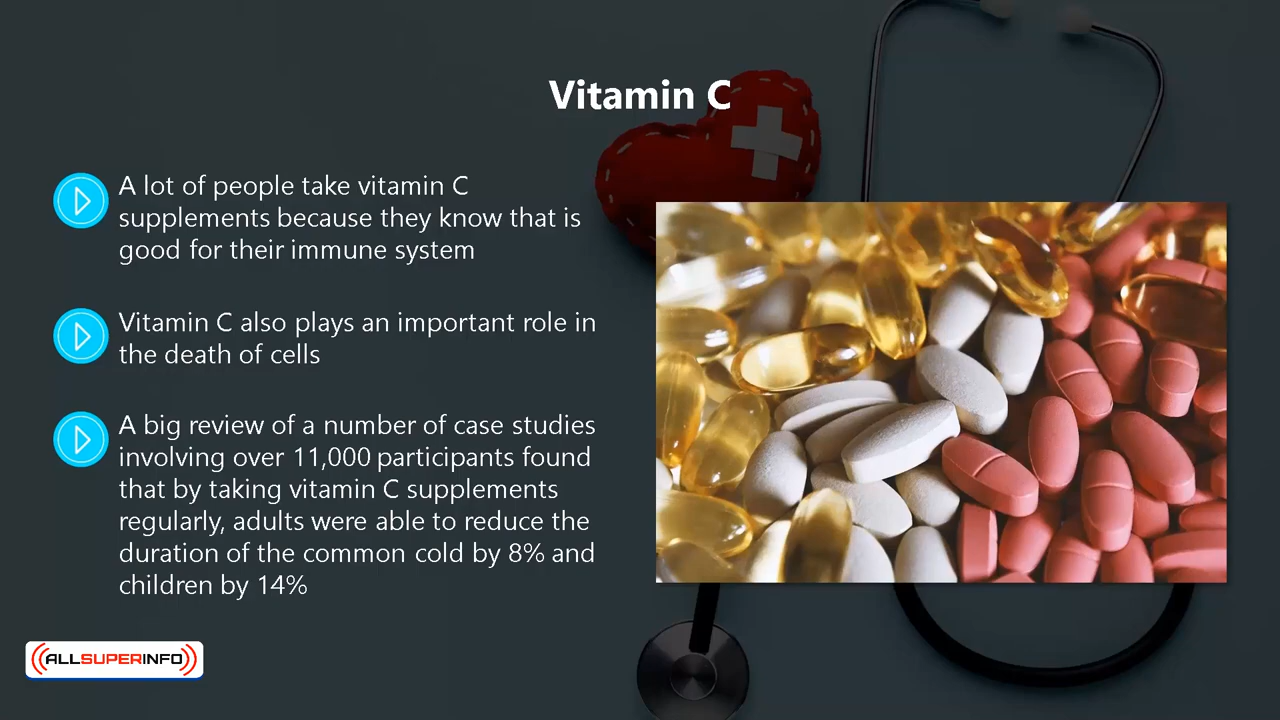 Vitamin C
A lot of people take vitamin C
supplements because they know that is
good for their immune system
Vitamin C also plays an important role in
the death of cells
A big review of a number of case studies
involving over 11,000 participants found
that by taking vitamin C supplements
regularly, adults were able to reduce the
duration of the common cold by 8% and
children by 14%
ALLSUPERINFO